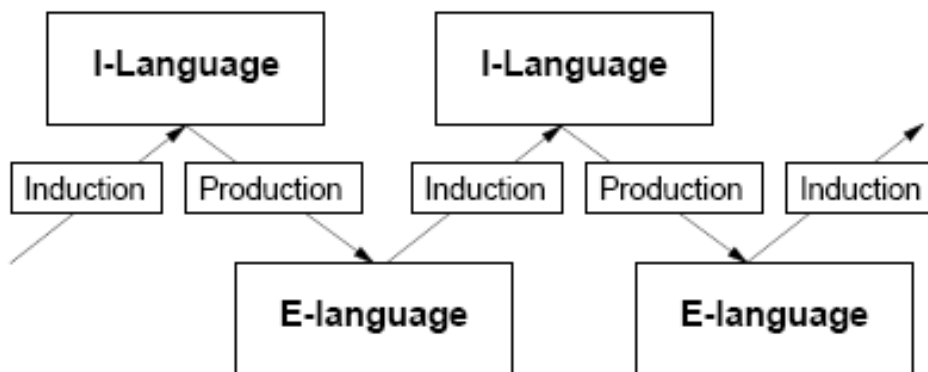 I-Language
I-Language
Induction
Production
Induction
Production
Induction
E-language
E-language